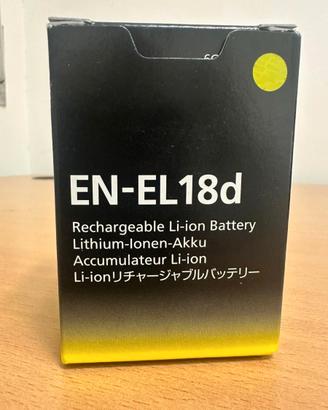 EN-EL18d
Rechargeable Li-ion Battery
Lithium-Ionen-Akku
Accumulateur Li-ion
Li-ionリチャージャブルバッテリー